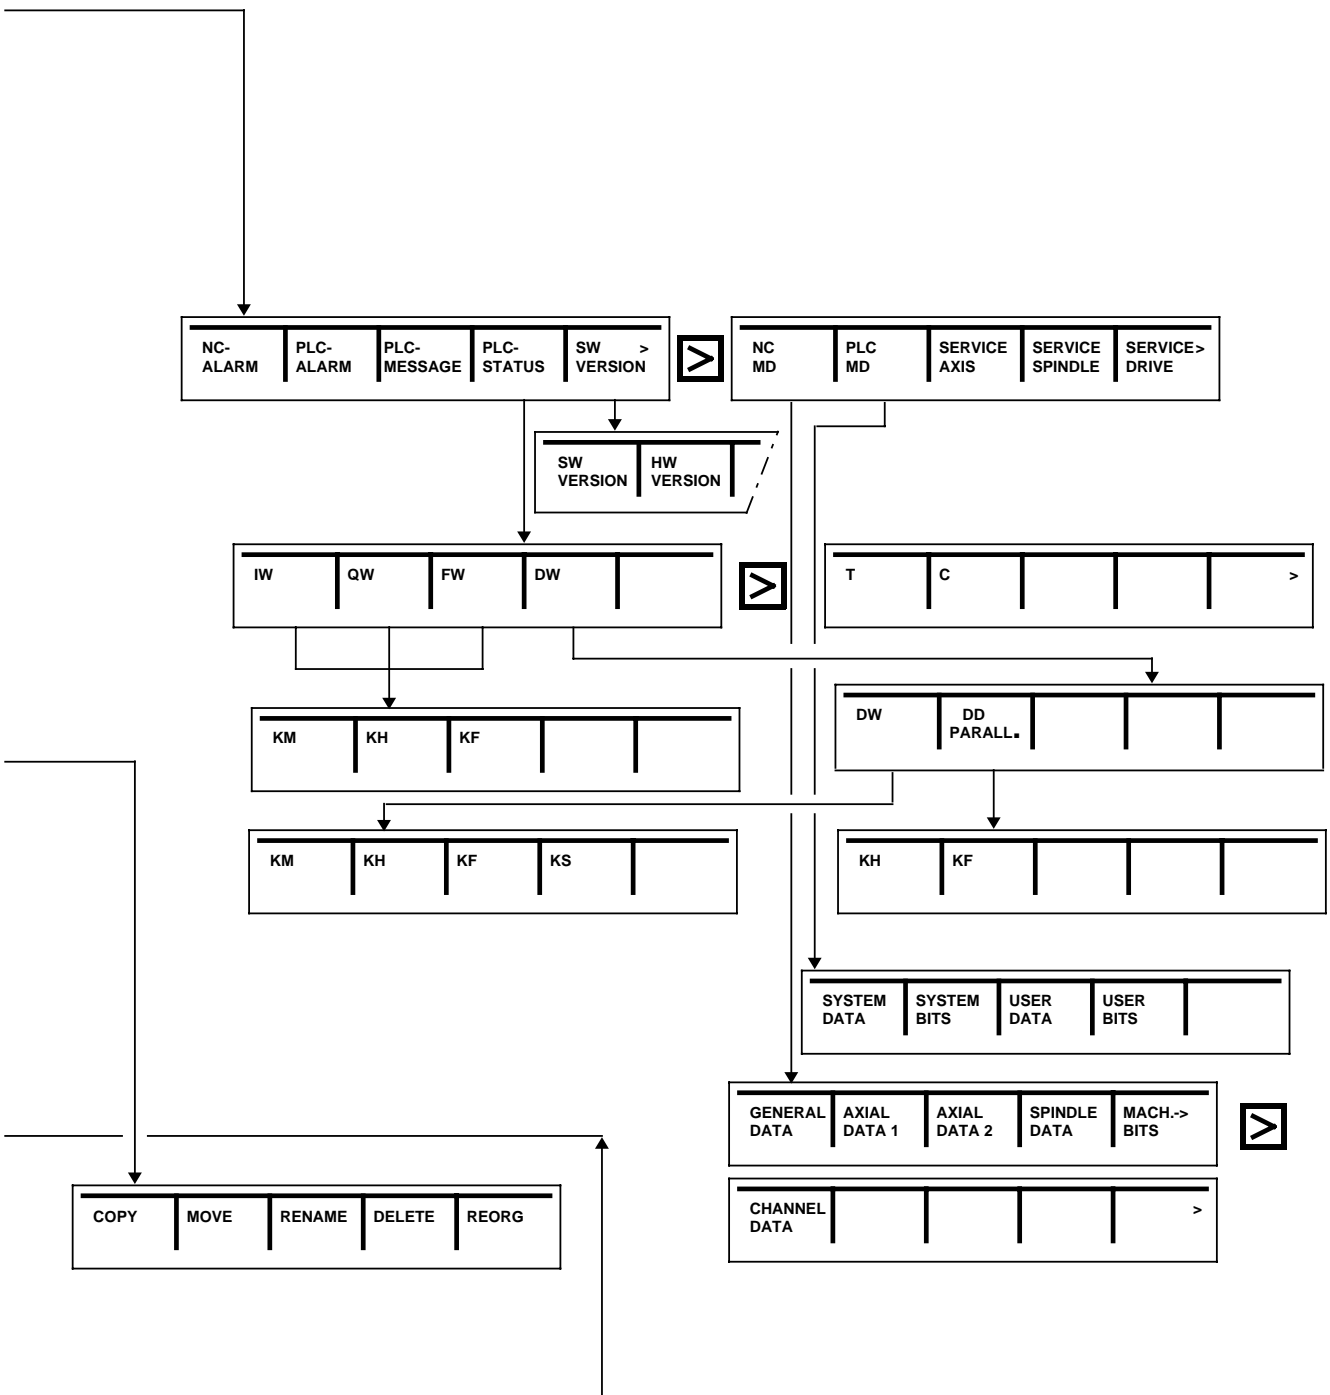 NC- PLC- PLC- PLC- SW >
ALARM ALARM MESSAGE STATUS VERSION
>
NC PLC SERVICE SERVICE SERVICE>
MD MD AXIS SPINDLE DRIVE
SW HW
VERSION VERSION
IW QW FW DW
>
T C >
DW DD
PARALL.
KM KH KF
KM KH KF KS
KH KF
SYSTEM SYSTEM USER USER
DATA BITS DATA BITS
GENERAL AXIAL AXIAL SPINDLE MACH.->
DATA DATA 1 DATA 2 DATA BITS
>
COPY MOVE RENAME DELETE REORG
CHANNEL >
DATA